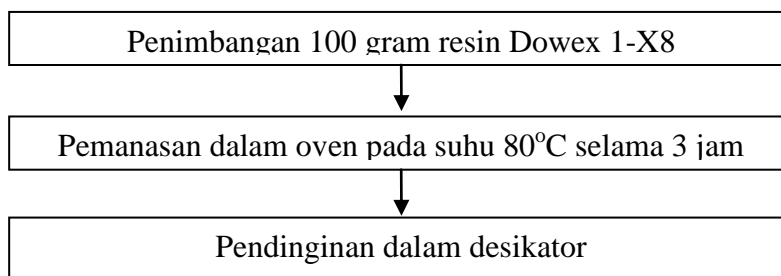 Penimbangan 100 gram resin Dowex 1-X8
Pemanasan dalam oven pada suhu 80°C selama 3 jam
Pendinginan dalam desikator